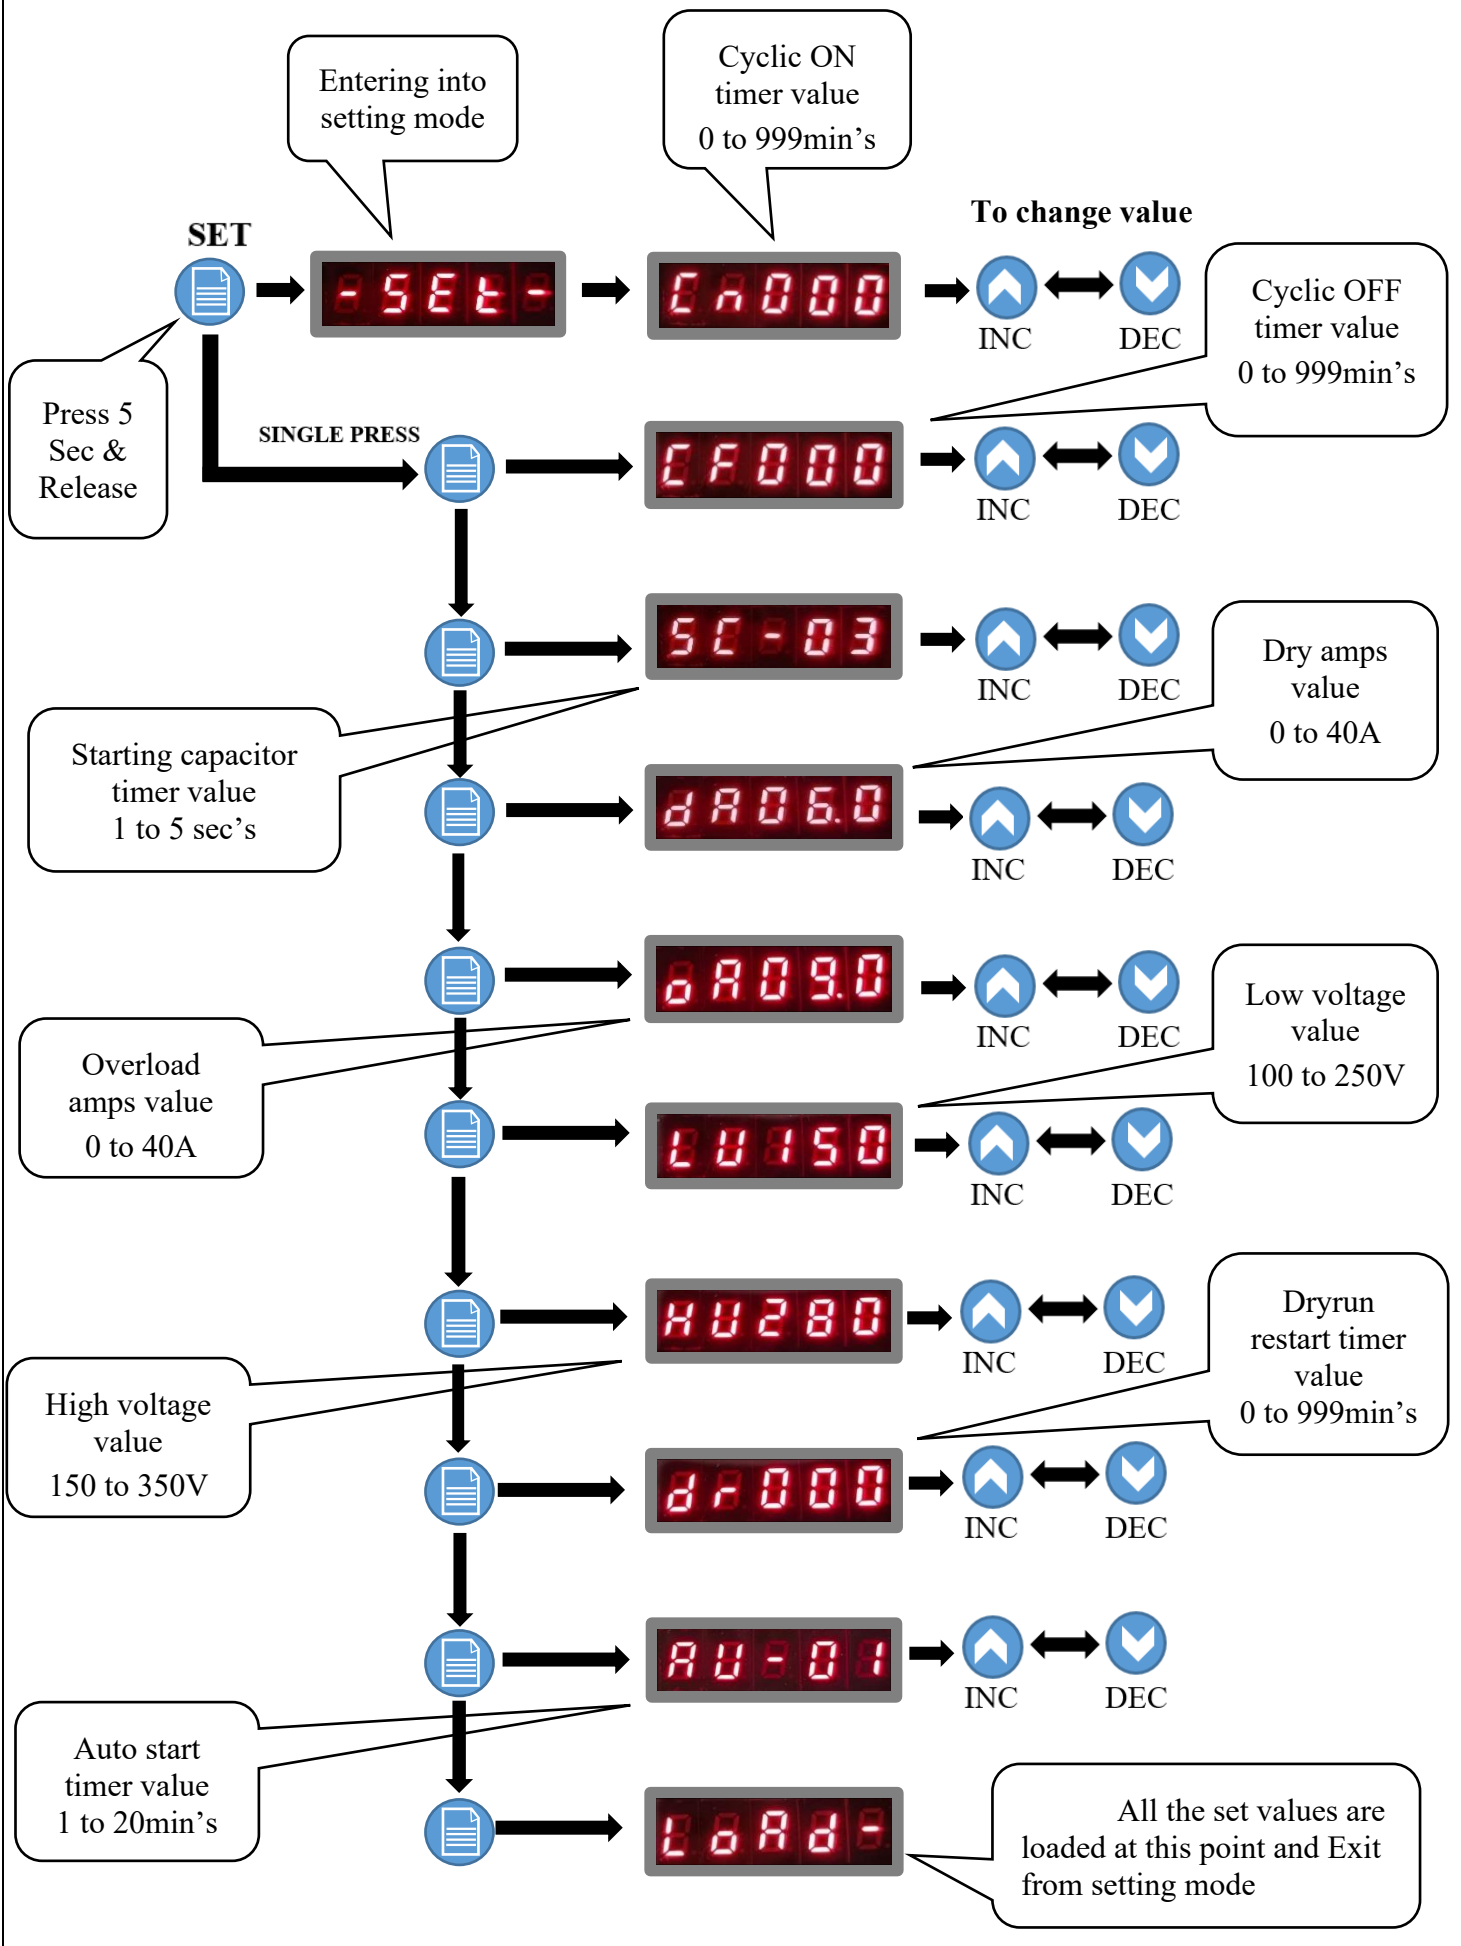 Entering into
setting mode
Cyclic ON
timer value
0 to 999min’s
To change value
SET
-SEt-
Cn000
INC
DEC
Cyclic OFF
timer value
0 to 999min’s
Press 5
Sec &
Release
SINGLE PRESS
CF000
INC
DEC
SC-03
INC
DEC
Starting capacitor
timer value
1 to 5 sec’s
Dry amps
value
0 to 40A
dA06.0
INC
DEC
oA09.0
INC
DEC
Overload
amps value
0 to 40A
Low voltage
value
100 to 250V
LU150
INC
DEC
HU280
INC
DEC
High voltage
value
150 to 350V
Dryrun
restart timer
value
0 to 999min’s
dr000
INC
DEC
AU-01
INC
DEC
Auto start
timer value
1 to 20min’s
LoAd-
All the set values are
loaded at this point and Exit
from setting mode